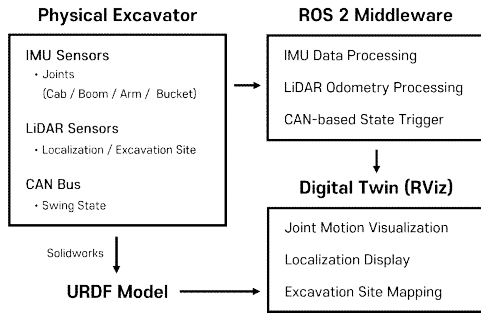 Physical Excavator
IMU Sensors
· Joints
(Cab / Boom / Arm / Bucket)
LiDAR Sensors
· Localization / Excavation Site
CAN Bus
· Swing State
Solidworks
URDF Model
ROS 2 Middleware
IMU Data Processing
LiDAR Odometry Processing
CAN-based State Trigger
Digital Twin (RViz)
Joint Motion Visualization
Localization Display
Excavation Site Mapping